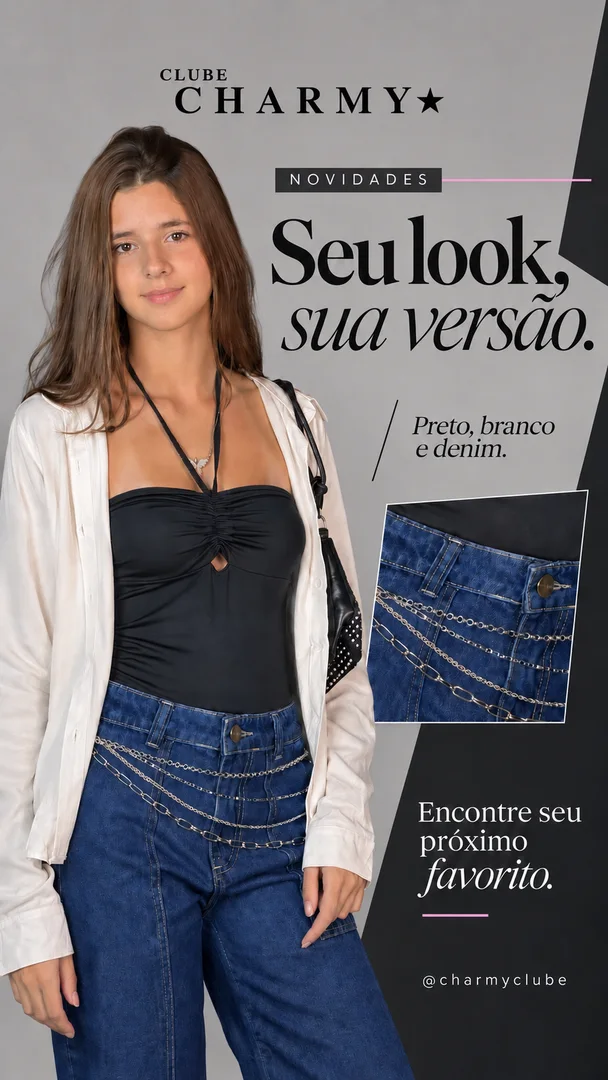 CLUBE
CHARMY★
NOVIDADES
Seu look,
sua versão.
Preto, branco
e denim.
Encontre seu
próximo
favorito.
@charmyclube